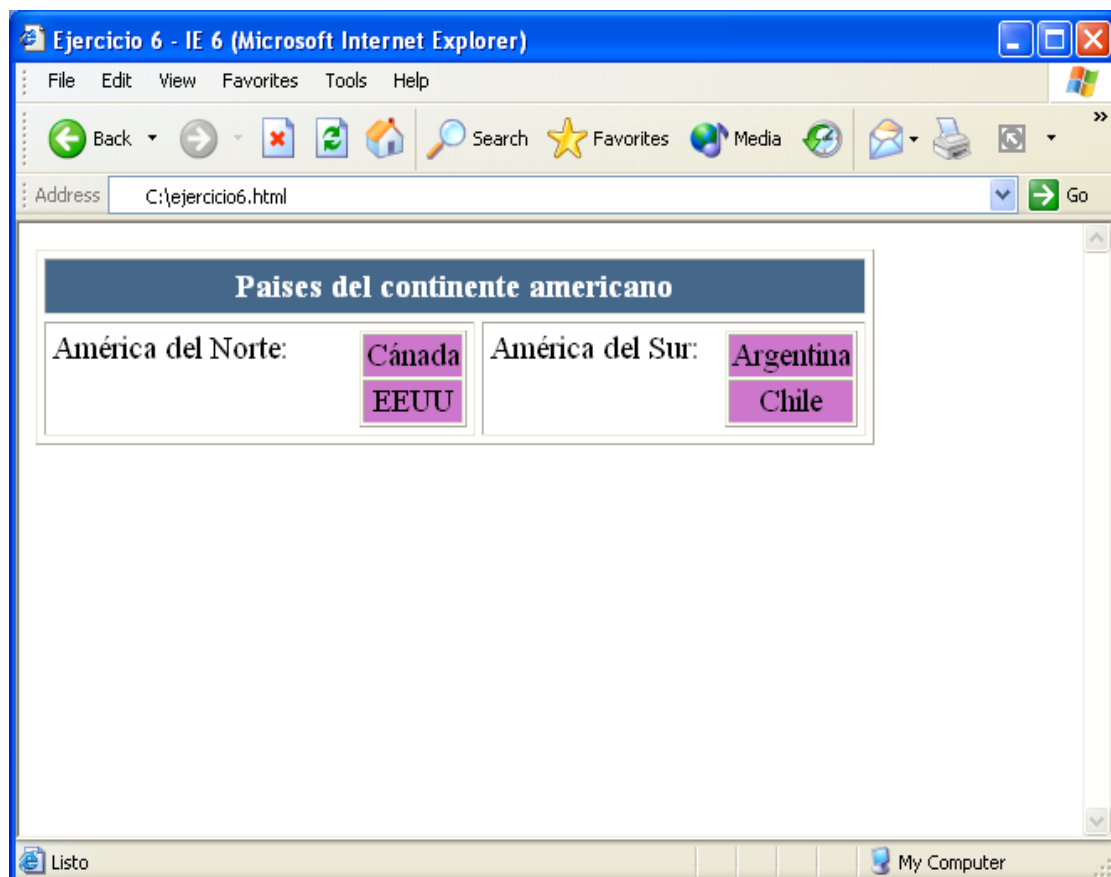 Ejercicio 6 - IE 6 (Microsoft Internet Explorer)
File Edit View Favorites Tools Help
Back Search Favorites Media »
Address C:\ejercicio6.html Go
Paises del continente americano
América del Norte: Cánada América del Sur: Argentina
EEUU Chile
Listo My Computer